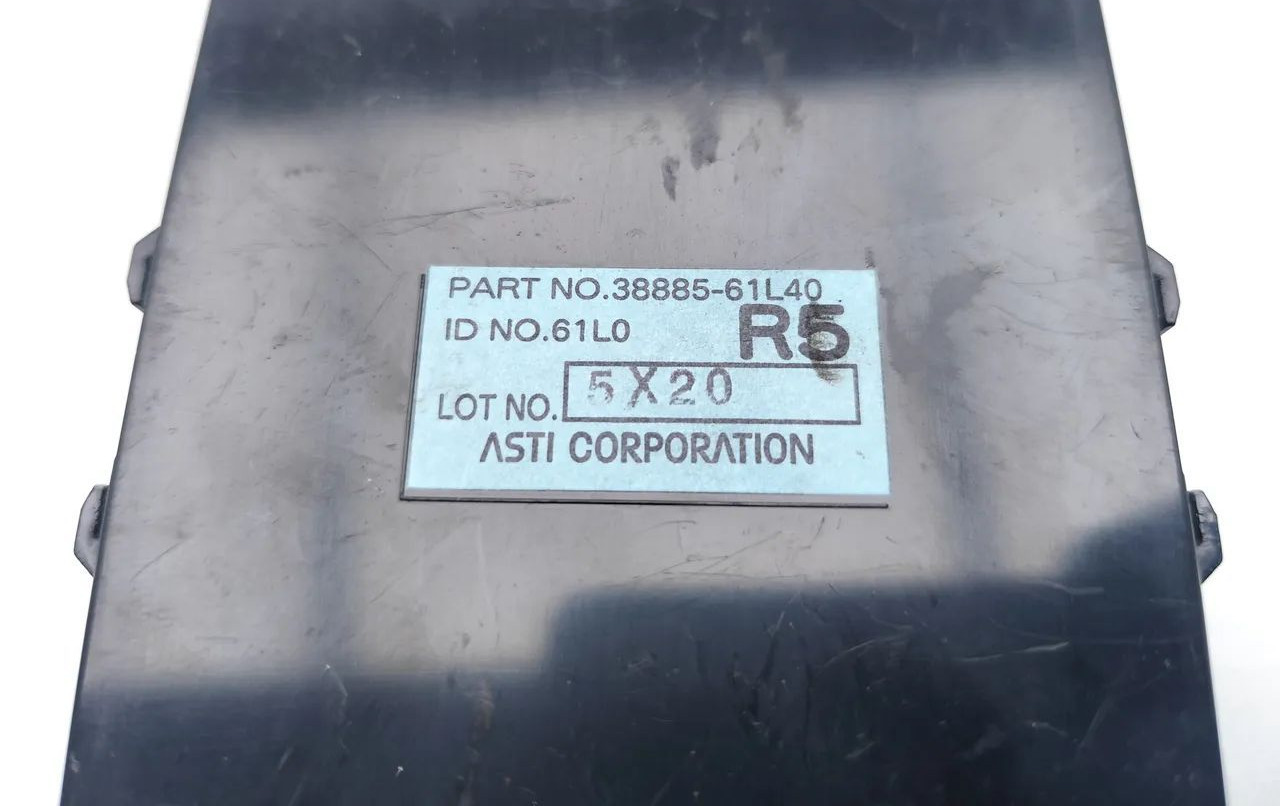 PART NO.38885-61L40
ID NO.61L0 R5
LOT NO. 5X20
ASTI CORPORATION